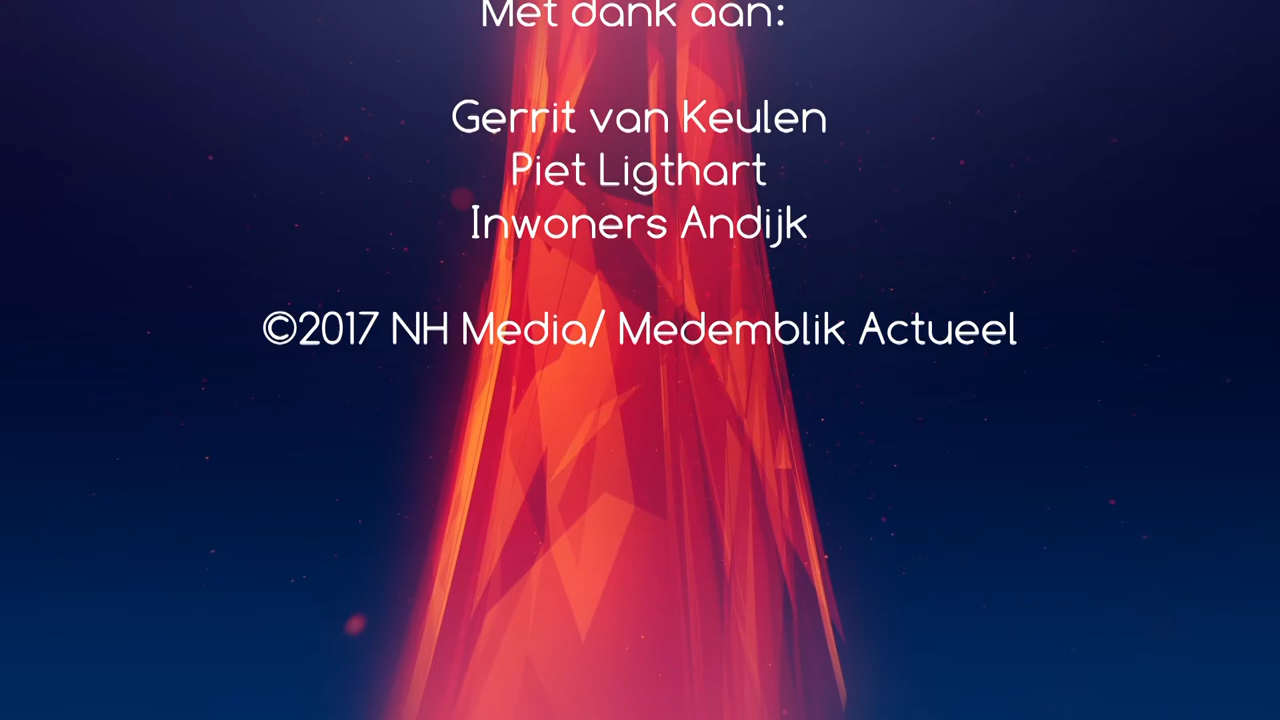 Met dank aan:
Gerrit van Keulen
Piet Ligthart
Inwoners Andijk
©2017 NH Media/ Medemblik Actueel